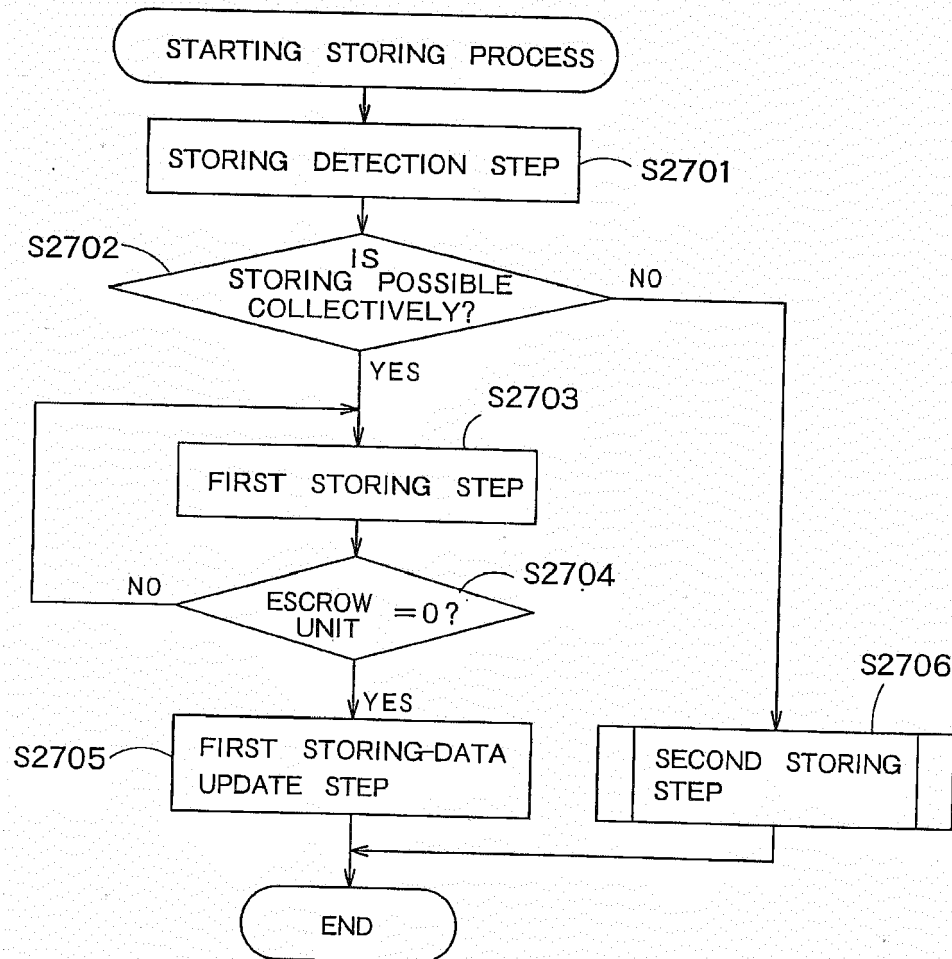 STARTING STORING PROCESS
STORING DETECTION STEP
S2701
S2702
IS
STORING POSSIBLE
COLLECTIVELY?
NO
YES
S2703
FIRST STORING STEP
NO
S2704
ESCROW
UNIT =0?
YES
S2706
S2705
FIRST STORING-DATA
UPDATE STEP
SECOND STORING
STEP
END